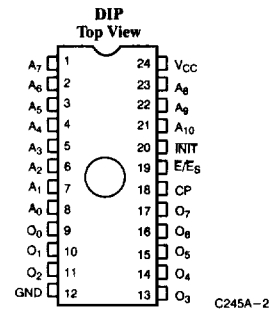 DIP
Top View
A7 1 24 VCC
A6 2 23 A8
A5 3 22 A9
A4 4 21 A10
A3 5 20 INIT
A2 6 19 E/ES
A1 7 18 CP
A0 8 17 O7
O0 9 16 O6
O1 10 15 O5
O2 11 14 O4
GND 12 13 O3
C245A-2